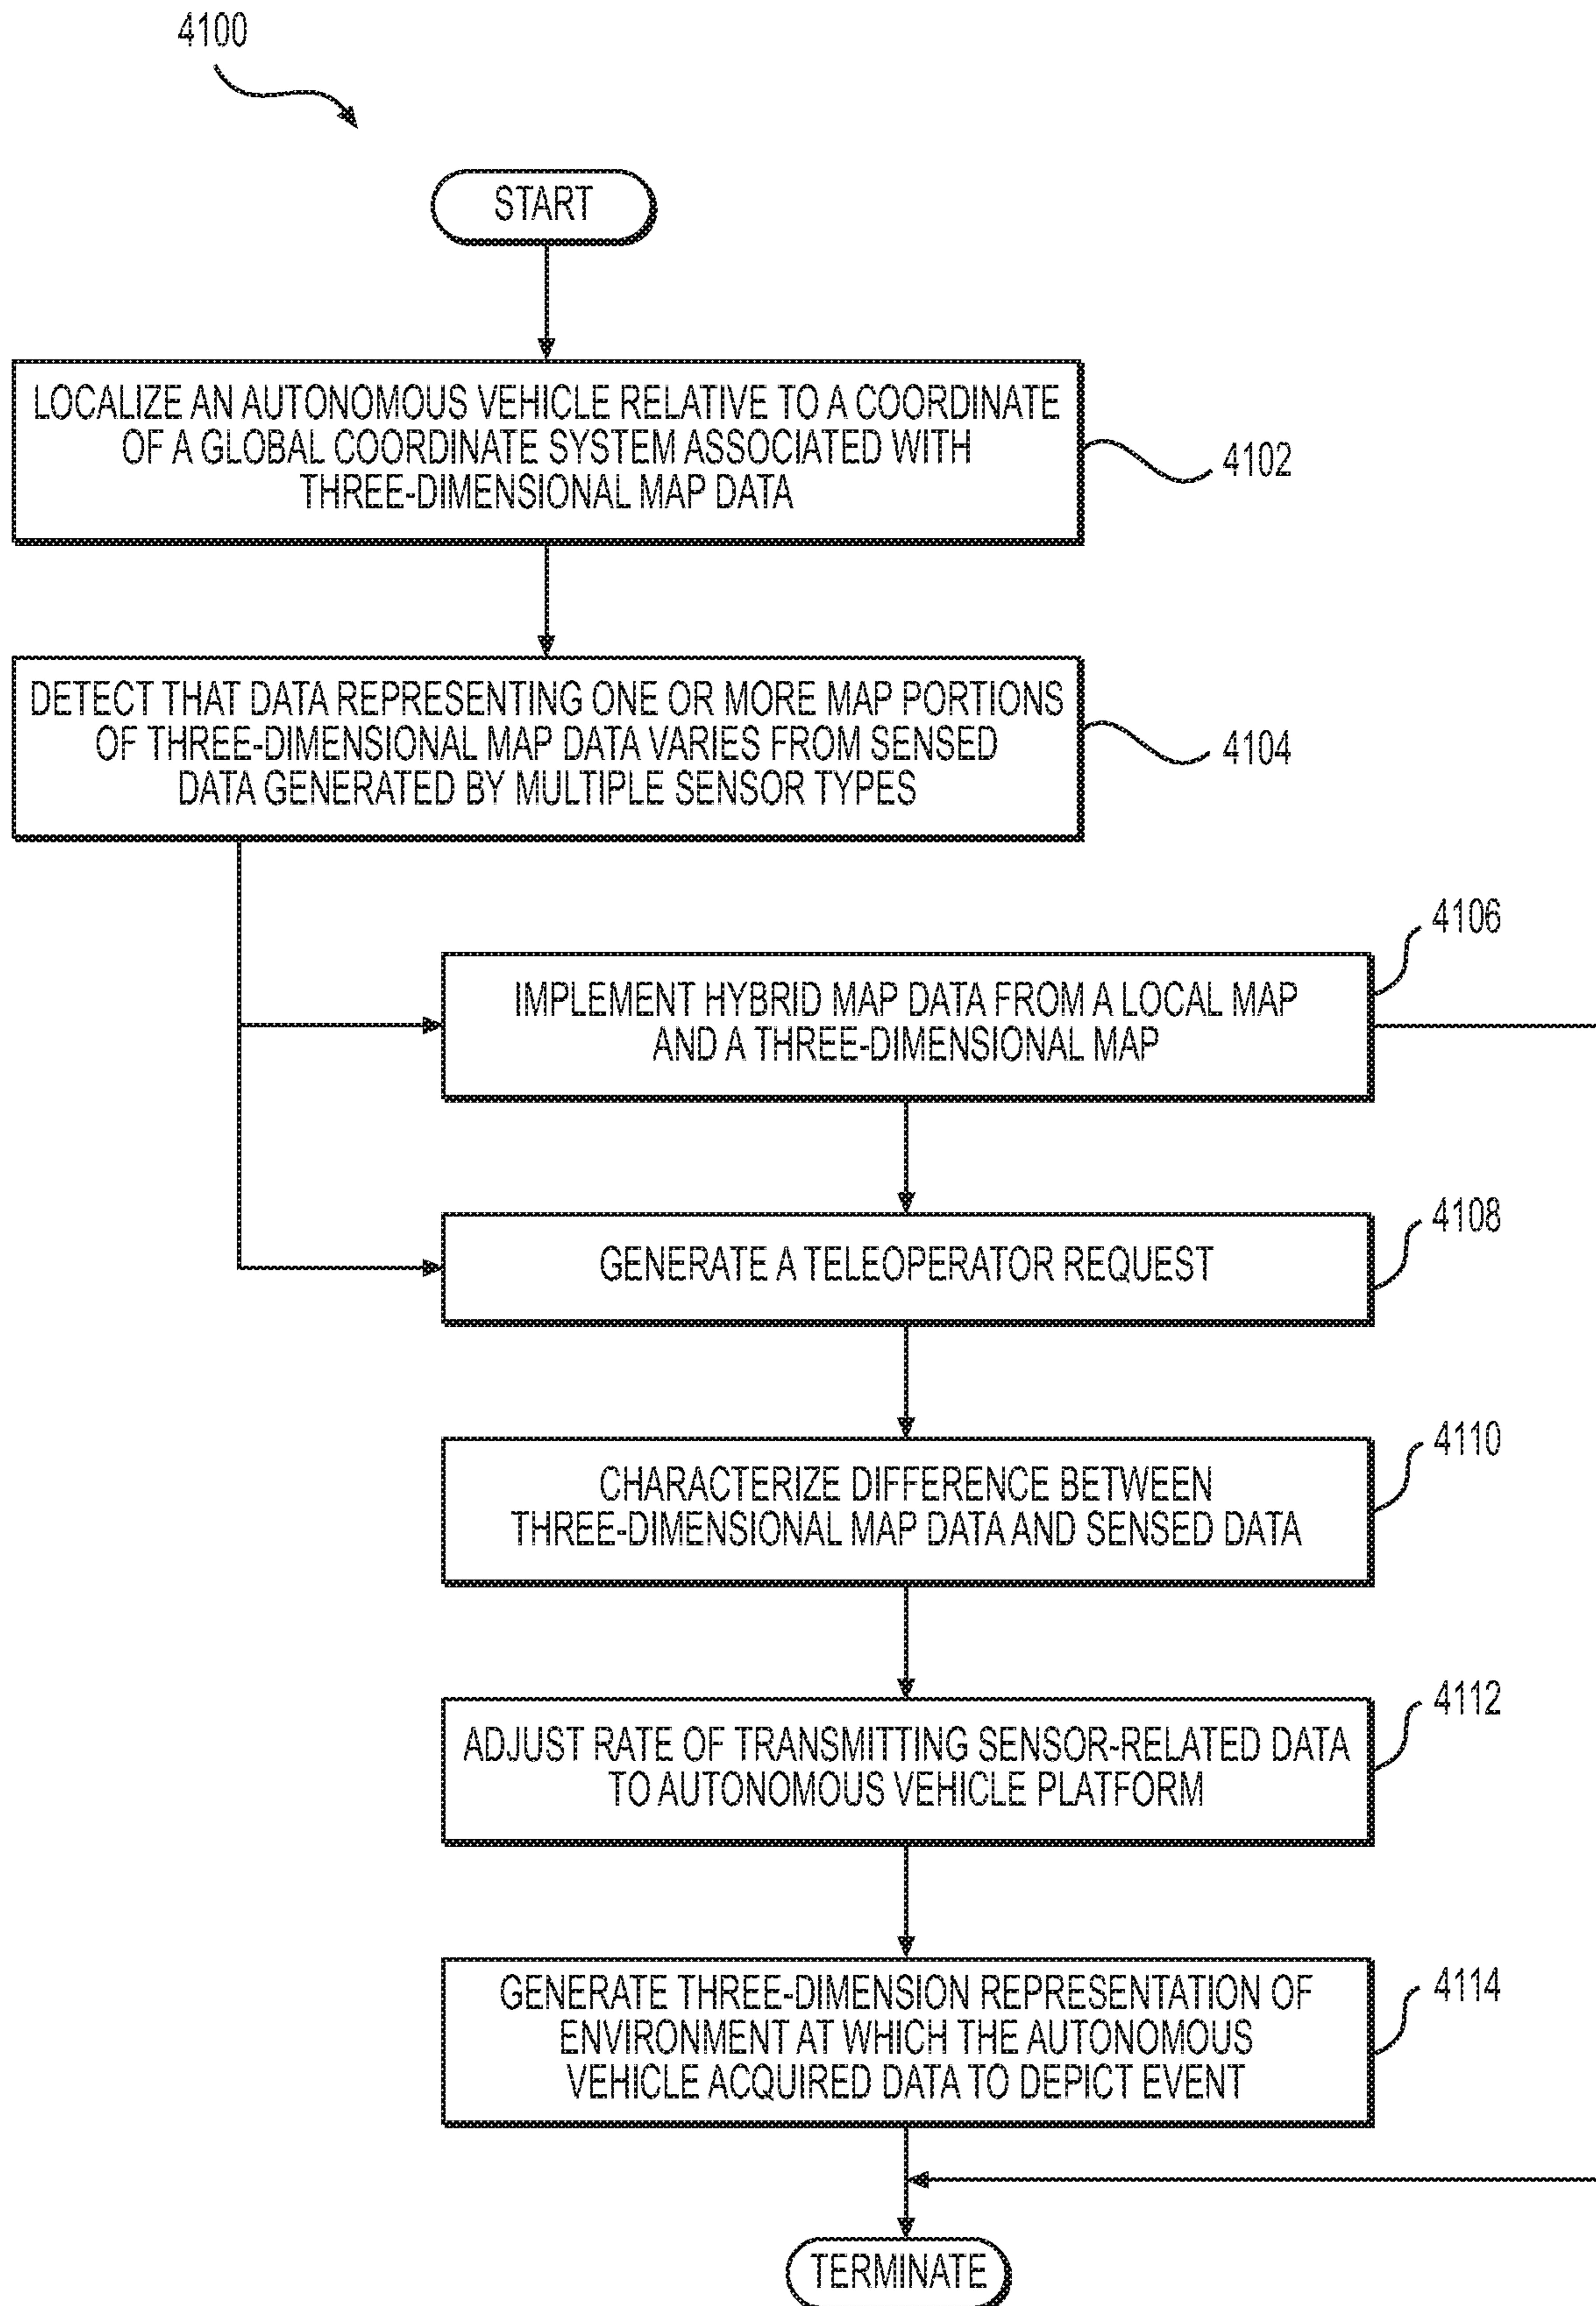 4100
START
LOCALIZE AN AUTONOMOUS VEHICLE RELATIVE TO A COORDINATE
OF A GLOBAL COORDINATE SYSTEM ASSOCIATED WITH
THREE-DIMENSIONAL MAP DATA
4102
DETECT THAT DATA REPRESENTING ONE OR MORE MAP PORTIONS
OF THREE-DIMENSIONAL MAP DATA VARIES FROM SENSED
DATA GENERATED BY MULTIPLE SENSOR TYPES
4104
4106
IMPLEMENT HYBRID MAP DATA FROM A LOCAL MAP
AND A THREE-DIMENSIONAL MAP
4108
GENERATE A TELEOPERATOR REQUEST
4110
CHARACTERIZE DIFFERENCE BETWEEN
THREE-DIMENSIONAL MAP DATA AND SENSED DATA
4112
ADJUST RATE OF TRANSMITTING SENSOR-RELATED DATA
TO AUTONOMOUS VEHICLE PLATFORM
4114
GENERATE THREE-DIMENSION REPRESENTATION OF
ENVIRONMENT AT WHICH THE AUTONOMOUS
VEHICLE ACQUIRED DATA TO DEPICT EVENT
TERMINATE